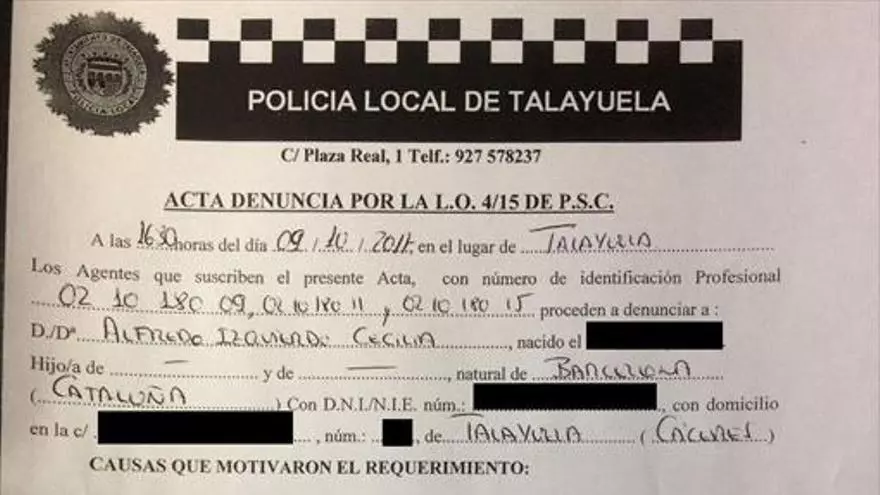 POLICIA LOCAL DE TALAYUELA
C/ Plaza Real, 1 Telf.: 927 578237
ACTA DENUNCIA POR LA L.O. 4/15 DE P.S.C.
A las 1630 horas del día 09 / 10 / 2017, en el lugar de TALAYUELA
Los Agentes que suscriben el presente Acta, con número de identificación Profesional
02 10 180 09, 02 10 180 11 y 02 10 180 15 proceden a denunciar a :
D./Dª ALFREDO IZQUIERDO CECILIA, nacido el
Hijo/a de — y de —, natural de BARCELONA
(CATALUÑA) Con D.N.I./N.I.E. núm.: , con domicilio
en la c/ , núm.: , de TALAYUELA (CÁCERES)
CAUSAS QUE MOTIVARON EL REQUERIMIENTO: